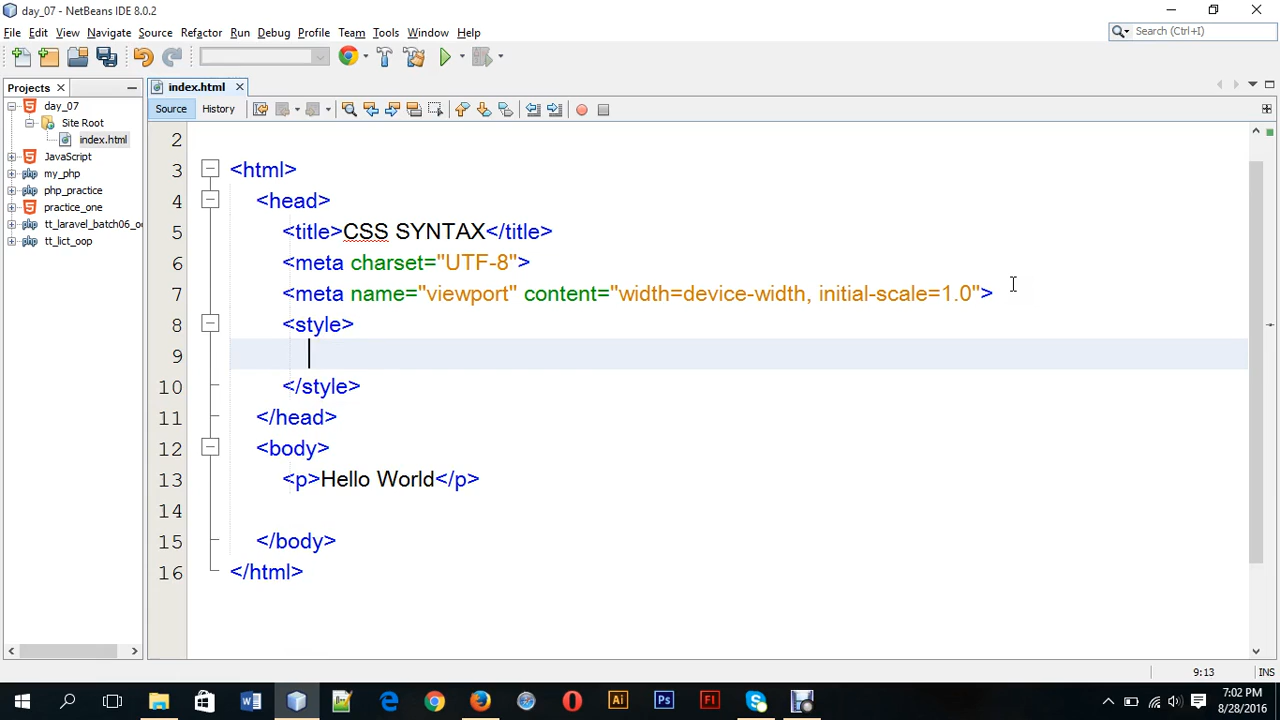 day_07 - NetBeans IDE 8.0.2
File Edit View Navigate Source Refactor Run Debug Profile Team Tools Window Help
Search (Ctrl+I)
Projects
index.html
day_07
Source History
Site Root
index.html
JavaScript
my_php
php_practice
practice_one
tt_laravel_batch06_o
tt_lict_oop
2
3 <html>
4 <head>
5 <title>CSS SYNTAX</title>
6 <meta charset="UTF-8">
7 <meta name="viewport" content="width=device-width, initial-scale=1.0">
8 <style>
9
10 </style>
11 </head>
12 <body>
13 <p>Hello World</p>
14
15 </body>
16 </html>
9:13 INS
Ai Ps Fl
7:02 PM
8/28/2016